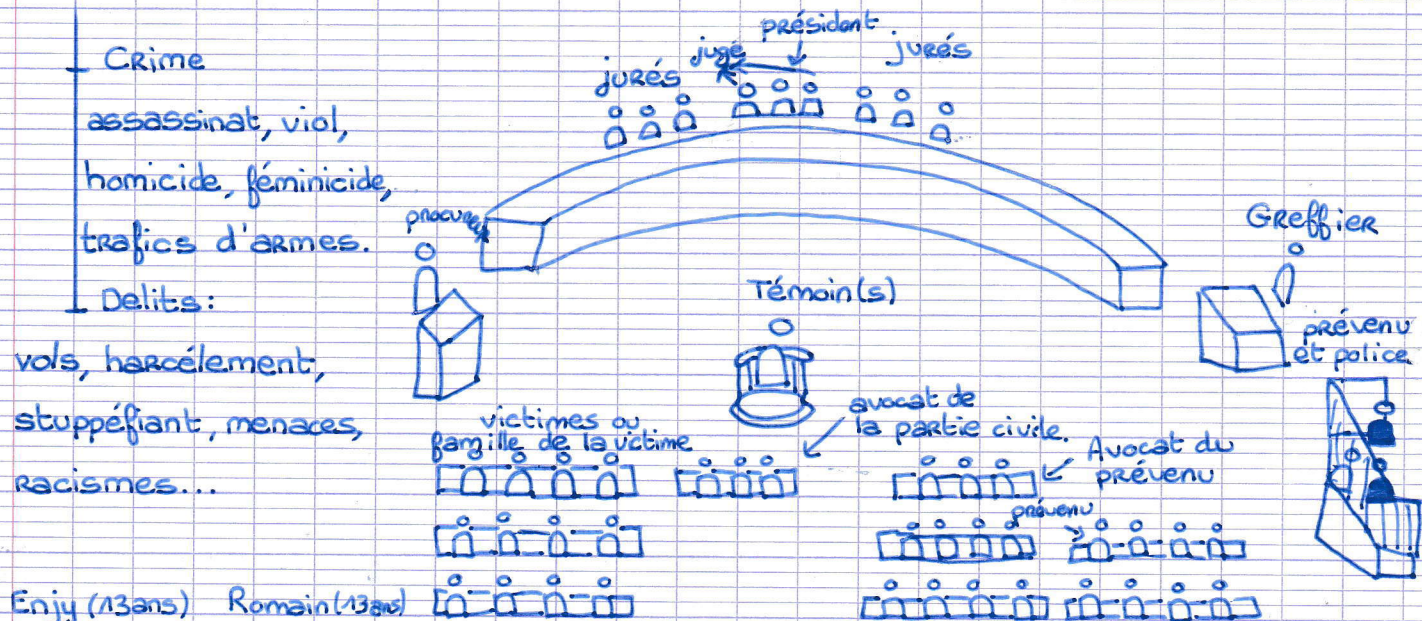 Crime
assassinat, viol,
homicide, féminicide,
trafics d'armes.
Delits:
vols, harcélement,
stuppéfiant, menaces,
racismes...
Enjy (13ans) Romain (13ans)
président
jugé
jurés
jurés
procureur
Greffier
Témoin(s)
prévenu
et police
victimes ou
famille de la victime
avocat de
la partie civile.
Avocat du
prévenu
prévenu